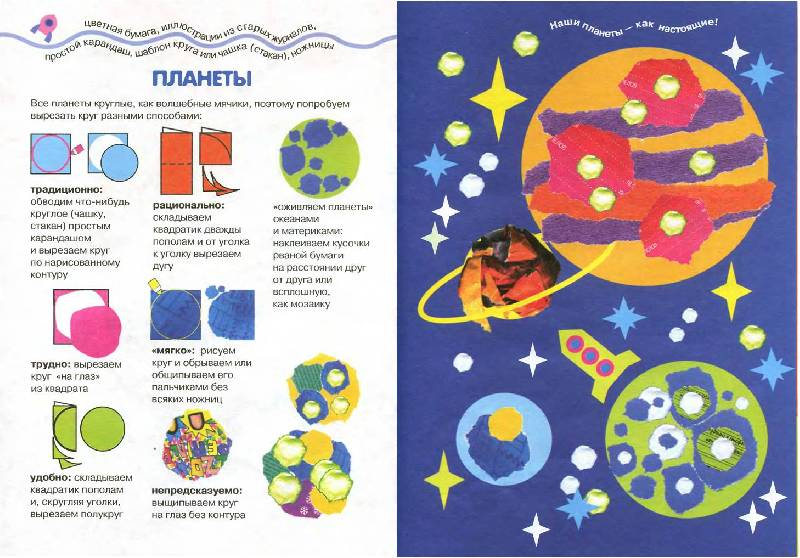 цветная бумага, иллюстрации из старых журналов,
простой карандаш, шаблон круга или чашка (стакан), ножницы
ПЛАНЕТЫ
Все планеты круглые, как волшебные мячики, поэтому попробуем
вырезать круг разными способами:
традиционно:
обводим что-нибудь
круглое (чашку,
стакан) простым
карандашом
и вырезаем круг
по нарисованному
контуру
рационально:
складываем
квадратик дважды
пополам и от уголка
к уголку вырезаем
дугу
«оживляем планеты»
океанами
и материками:
наклеиваем кусочки
рваной бумаги
на расстоянии друг
от друга или
всплошную,
как мозаику
трудно: вырезаем
круг «на глаз»
из квадрата
«мягко»: рисуем
круг и обрываем или
общипываем его
пальчиками без
всяких ножниц
удобно: складываем
квадратик пополам
и, скругляя уголки,
вырезаем полукруг
непредсказуемо:
выщипываем круг
на глаз без контура
Наши планеты — как настоящие!